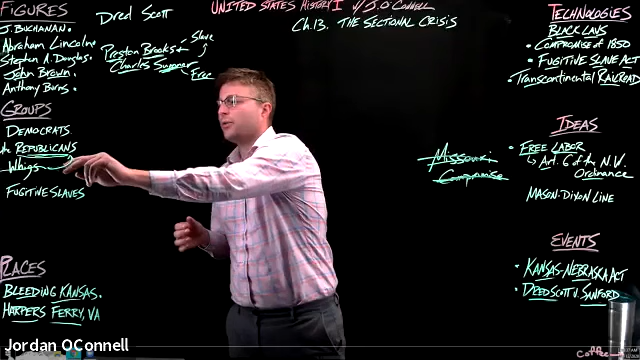 FIGURES
J. BUCHANAN.
Abraham Lincoln
Stephen A. Douglas.
John Brown.
Anthony Burns.
Dred Scott
Preston Brooks
Charles Sumner
Slave
Free
GROUPS
DEMOCRATS
REPUBLICANS
Whigs
FUGITIVE SLAVES
PLACES
BLEEDING KANSAS.
HARPERS FERRY, VA
UNITED STATES HISTORY I w/ J. O'CONNELL
Ch. 13. THE SECTIONAL CRISIS
Missouri
Compromise
TECHNOLOGIES
BLACK LAWS
• COMPROMISE OF 1850
• FUGITIVE SLAVE ACT
• Transcontinental RAILROAD
IDEAS
• FREE LABOR
↳ Art. 6 of the N.W.
Ordinance
MASON-DIXON LINE
EVENTS
• KANSAS-NEBRASKA ACT
• DRED SCOTT V. SANFORD
coffee
Jordan OConnell